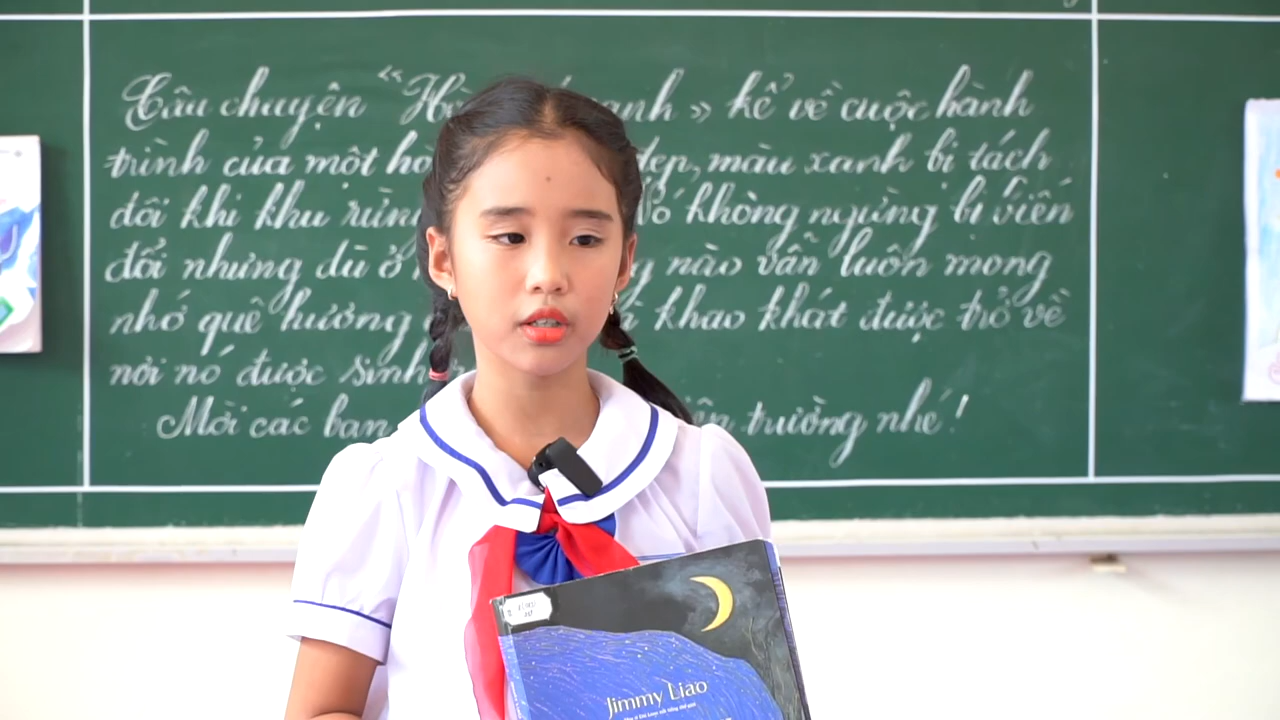 Câu chuyện "Hò anh" kể về cuộc hành
trình của một hò đẹp, màu xanh bị tách
đôi khi khu rừng đó không ngừng bị biến
đổi nhưng dù ở nào vẫn luôn mong
nhớ quê hương khao khát được trở về
nơi nó được sinh
Mời các bạn trường nhé!
Jimmy Liao